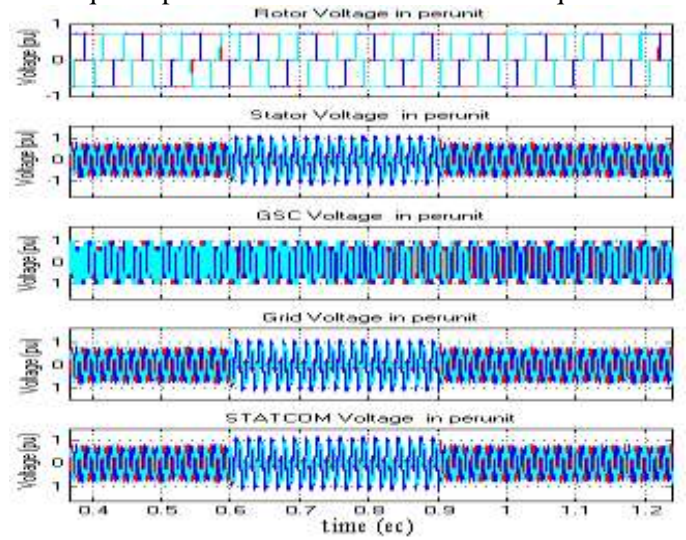 Rotor Voltage in perunit
Voltage (pu)
1
0
-1
Stator Voltage in perunit
Voltage (pu)
1
0
1
GSC Voltage in perunit
Voltage (pu)
1
0
1
Grid Voltage in perunit
Voltage (pu)
1
0
1
STATCOM Voltage in perunit
Voltage (pu)
1
0
1
0.4 0.5 0.6 0.7 0.8 0.9 1 1.1 1.2
time (ec)